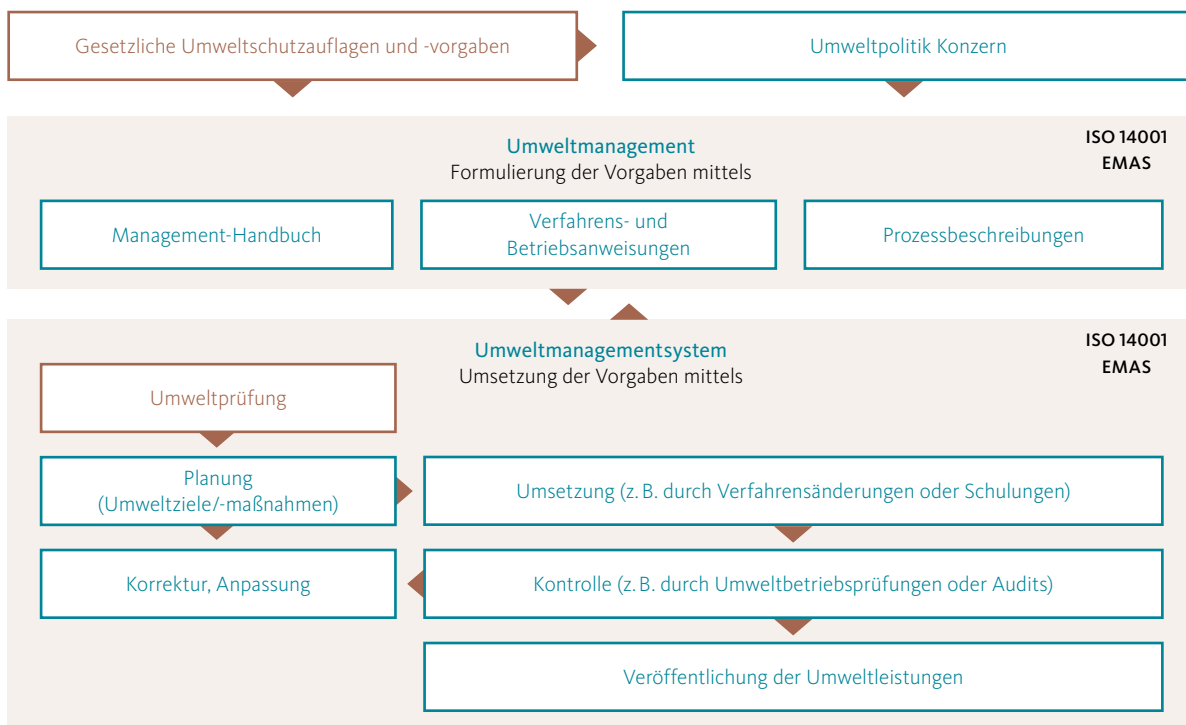 Gesetzliche Umweltschutzauflagen und -vorgaben
Umweltpolitik Konzern
Umweltmanagement
Formulierung der Vorgaben mittels
ISO 14001
EMAS
Management-Handbuch
Verfahrens- und
Betriebsanweisungen
Prozessbeschreibungen
Umweltmanagementsystem
Umsetzung der Vorgaben mittels
ISO 14001
EMAS
Umweltprüfung
Planung
(Umweltziele/-maßnahmen)
Umsetzung (z. B. durch Verfahrensänderungen oder Schulungen)
Korrektur, Anpassung
Kontrolle (z. B. durch Umweltbetriebsprüfungen oder Audits)
Veröffentlichung der Umweltleistungen